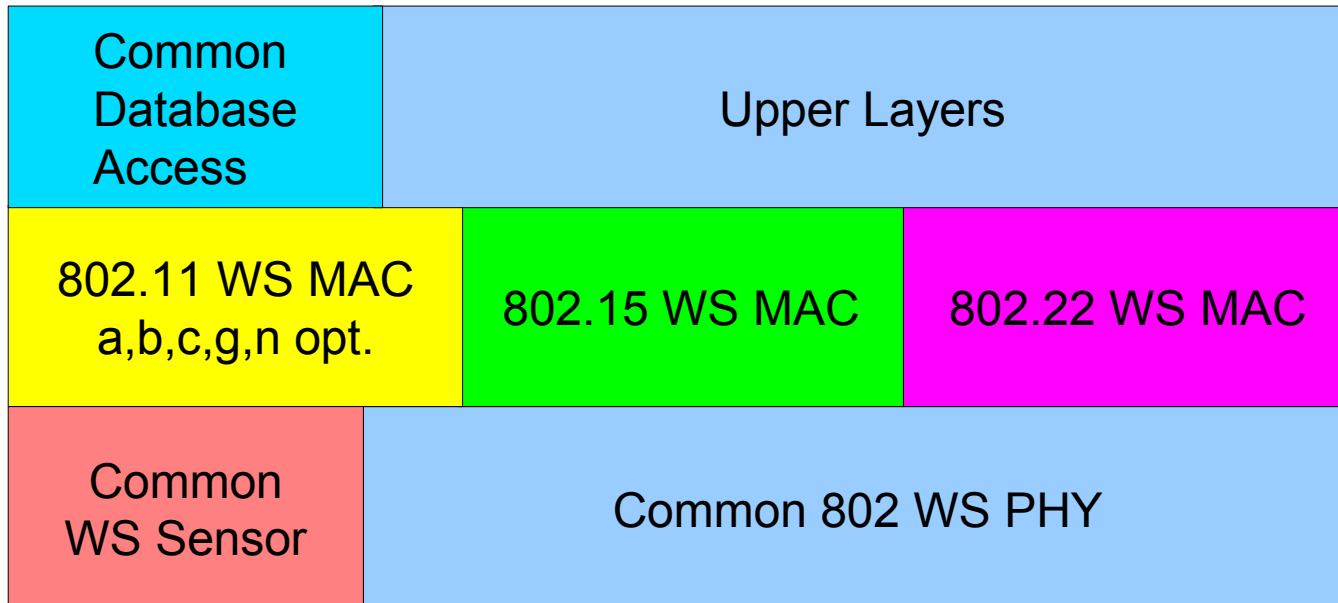 Common
Database
Access
Upper Layers
802.11 WS MAC
a,b,c,g,n opt.
802.15 WS MAC
802.22 WS MAC
Common
WS Sensor
Common 802 WS PHY